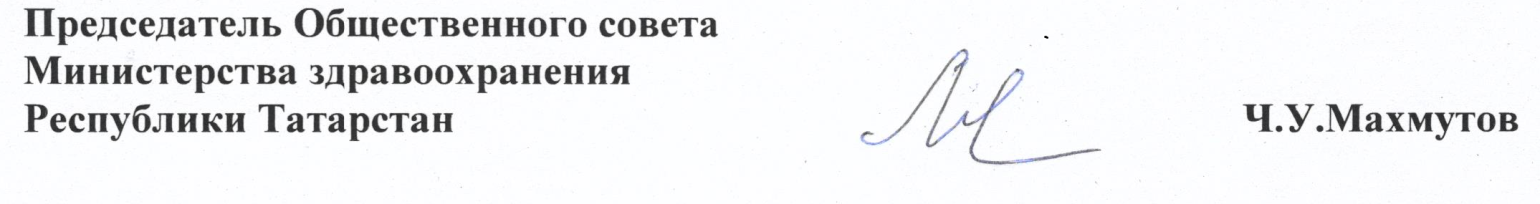 Председатель Общественного совета
Министерства здравоохранения
Республики Татарстан Ч.У.Махмутов